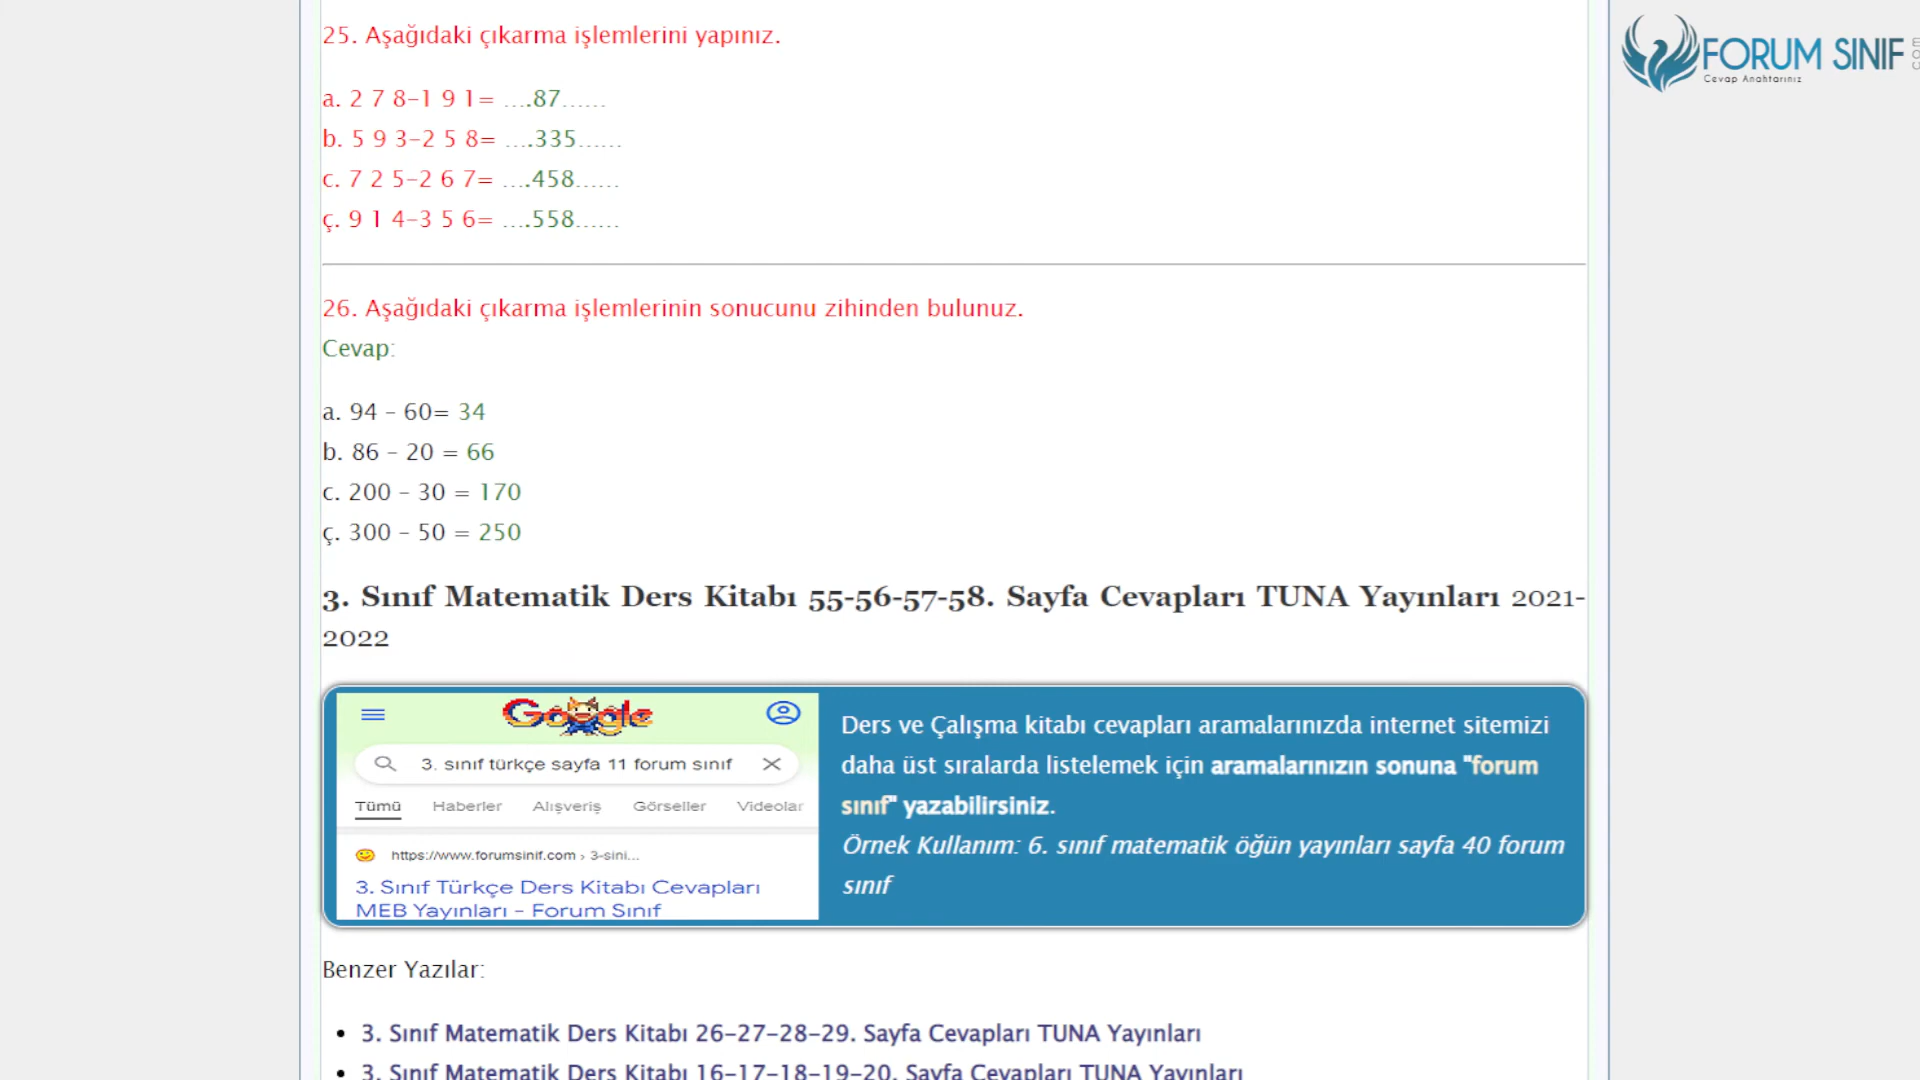 25. Aşağıdaki çıkarma işlemlerini yapınız.
a. 2 7 8-1 9 1= ….87……
b. 5 9 3-2 5 8= ….335……
c. 7 2 5-2 6 7= ….458……
ç. 9 1 4-3 5 6= ….558……
26. Aşağıdaki çıkarma işlemlerinin sonucunu zihinden bulunuz.
Cevap:
a. 94 – 60= 34
b. 86 – 20 = 66
c. 200 – 30 = 170
ç. 300 – 50 = 250
3. Sınıf Matematik Ders Kitabı 55-56-57-58. Sayfa Cevapları TUNA Yayınları 2021-
2022
Google
3. sınıf türkçe sayfa 11 forum sınıf
Tümü Haberler Alışveriş Görseller Videolar
https://www.forumsinif.com › 3-sini...
3. Sınıf Türkçe Ders Kitabı Cevapları
MEB Yayınları – Forum Sınıf
Ders ve Çalışma kitabı cevapları aramalarınızda internet sitemizi
daha üst sıralarda listelemek için aramalarınızın sonuna "forum
sınıf" yazabilirsiniz.
Örnek Kullanım: 6. sınıf matematik öğün yayınları sayfa 40 forum
sınıf
Benzer Yazılar:
• 3. Sınıf Matematik Ders Kitabı 26-27-28-29. Sayfa Cevapları TUNA Yayınları
• 3. Sınıf Matematik Ders Kitabı 16-17-18-19-20. Sayfa Cevapları TUNA Yayınları
FORUM SINIF
Cevap Anahtarınız